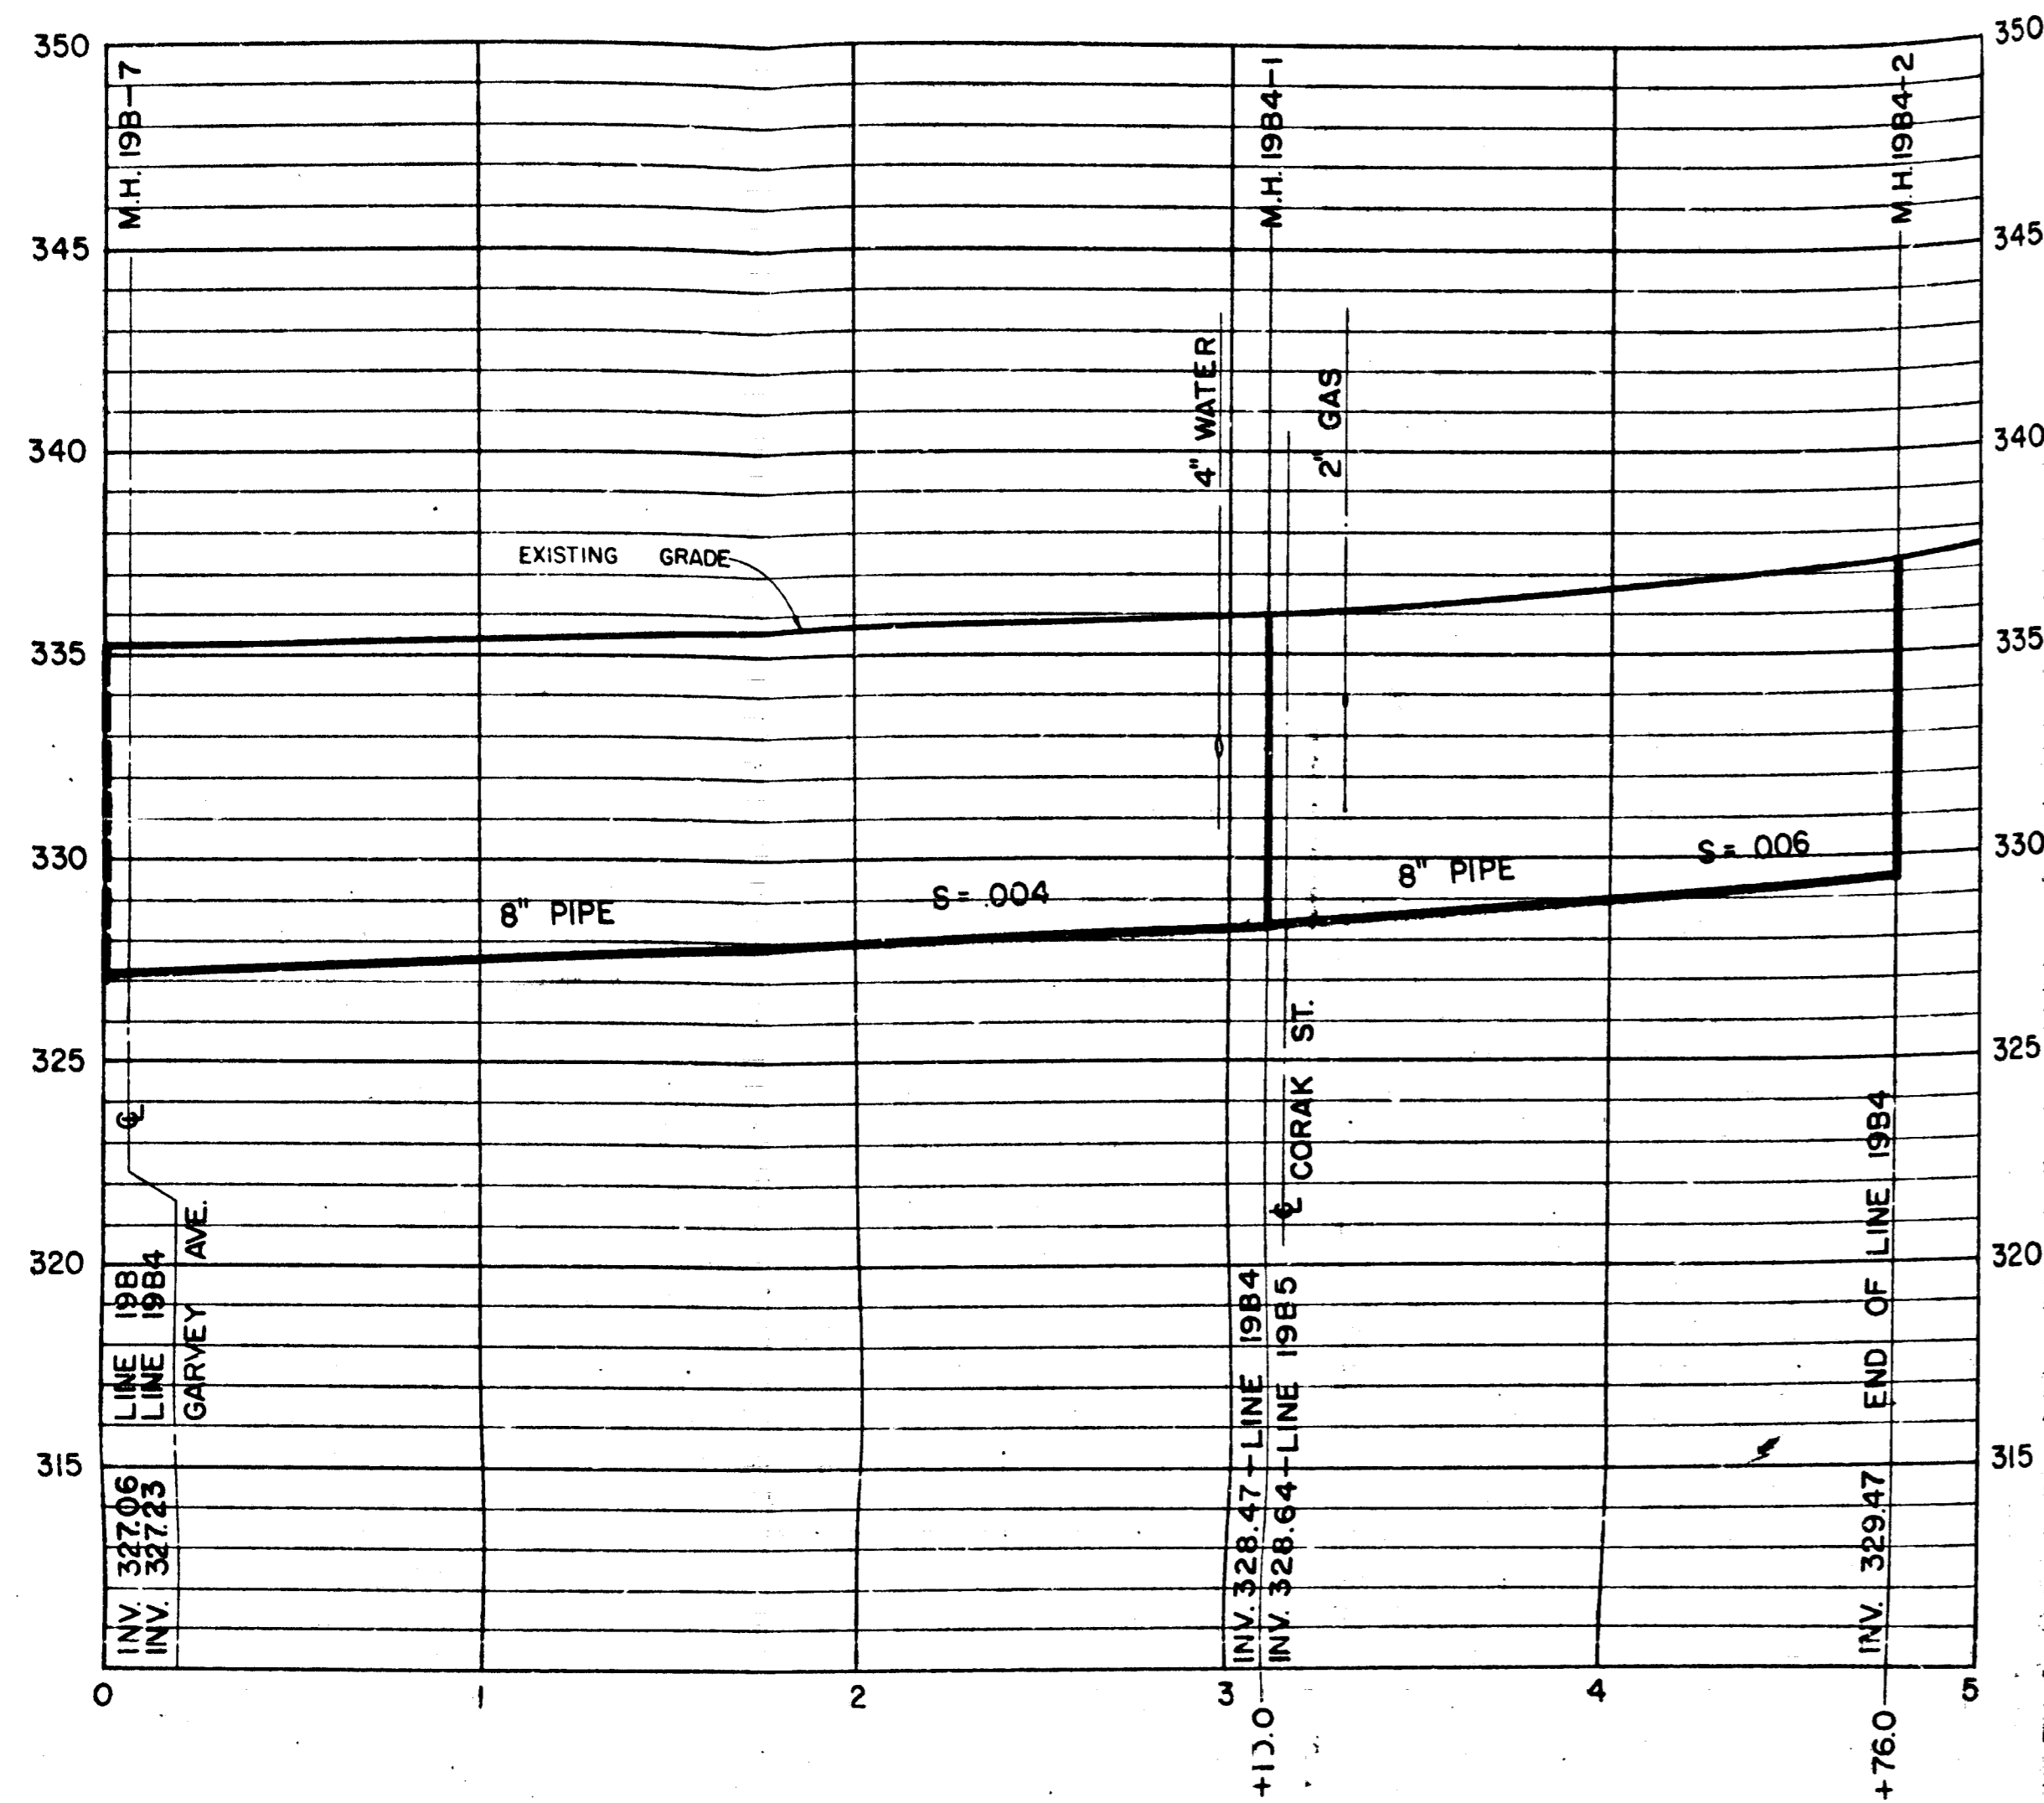 350
345
340
335
330
325
320
315
350
345
340
335
330
325
320
315
M.H. 19B-7
M.H. 19B4-1
M.H. 19B4-2
4" WATER
2" GAS
EXISTING GRADE
8" PIPE
S = .004
8" PIPE
S = .006
℄
GARVEY AVE.
℄ CORAK ST.
INV. 327.06 LINE 19B
INV. 327.23 LINE 19B4
INV. 328.47-LINE 19B4
INV. 328.64-LINE 19B5
INV. 329.47 END OF LINE 19B4
0 1 2 3 4 5
+76.0